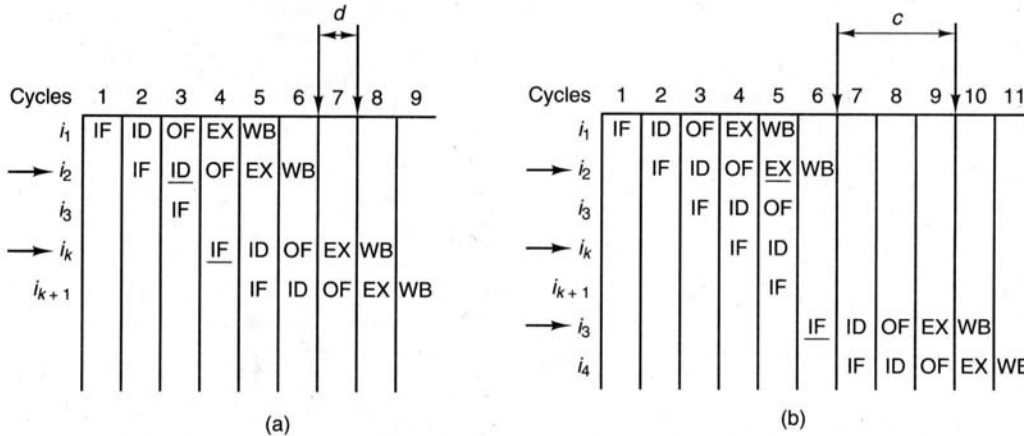 d
Cycles 1 2 3 4 5 6 7 8 9
i1 IF ID OF EX WB
i2 IF ID OF EX WB
i3 IF
ik IF ID OF EX WB
ik + 1 IF ID OF EX WB
(a)
c
Cycles 1 2 3 4 5 6 7 8 9 10 11
i1 IF ID OF EX WB
i2 IF ID OF EX WB
i3 IF ID OF
ik IF ID
ik + 1 IF
i3 IF ID OF EX WB
i4 IF ID OF EX WB
(b)